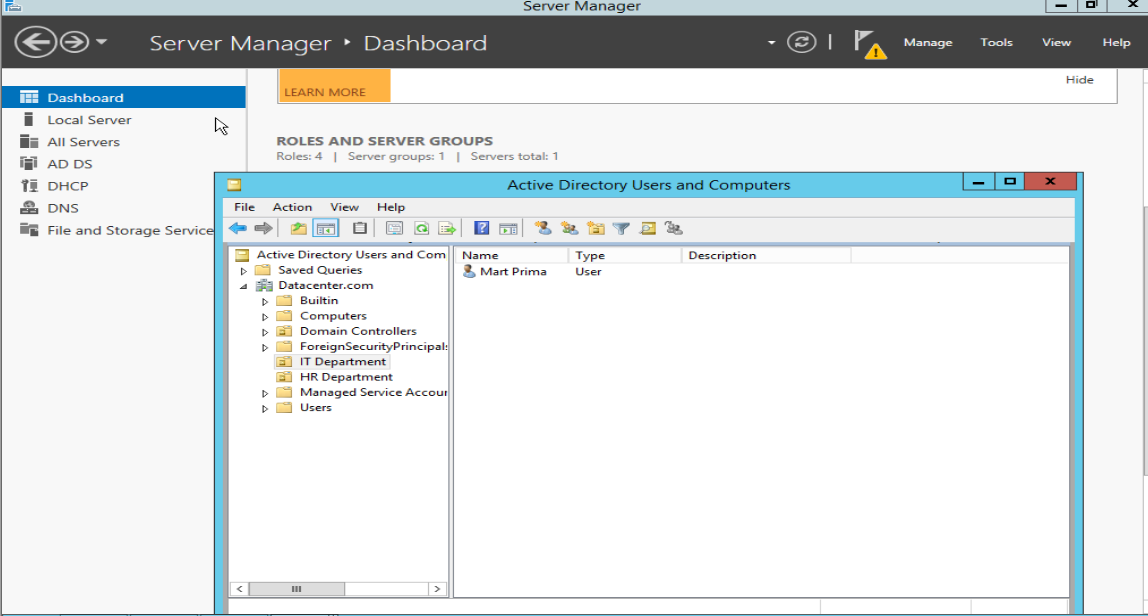 Server Manager
Server Manager ‣ Dashboard
Manage Tools View Help
Dashboard
Local Server
All Servers
AD DS
DHCP
DNS
File and Storage Service
LEARN MORE
Hide
ROLES AND SERVER GROUPS
Roles: 4 | Server groups: 1 | Servers total: 1
Active Directory Users and Computers
File Action View Help
Active Directory Users and Com
Saved Queries
Datacenter.com
Builtin
Computers
Domain Controllers
ForeignSecurityPrincipals
IT Department
HR Department
Managed Service Accour
Users
Name Type Description
Mart Prima User